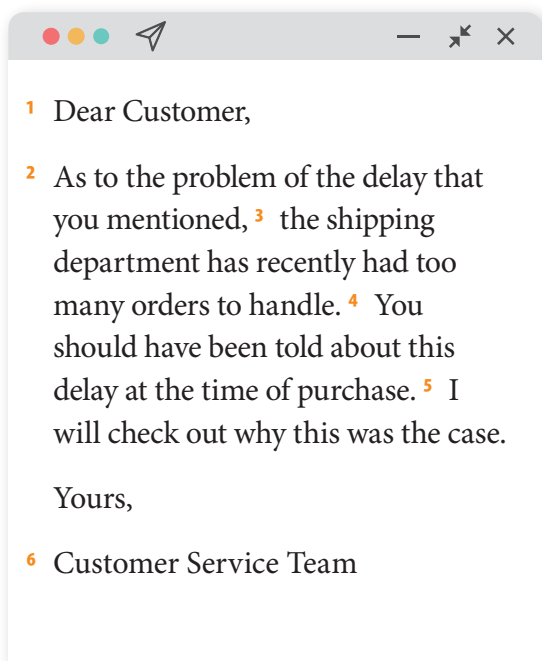 1 Dear Customer,
2 As to the problem of the delay that
you mentioned, 3 the shipping
department has recently had too
many orders to handle. 4 You
should have been told about this
delay at the time of purchase. 5 I
will check out why this was the case.
Yours,
6 Customer Service Team